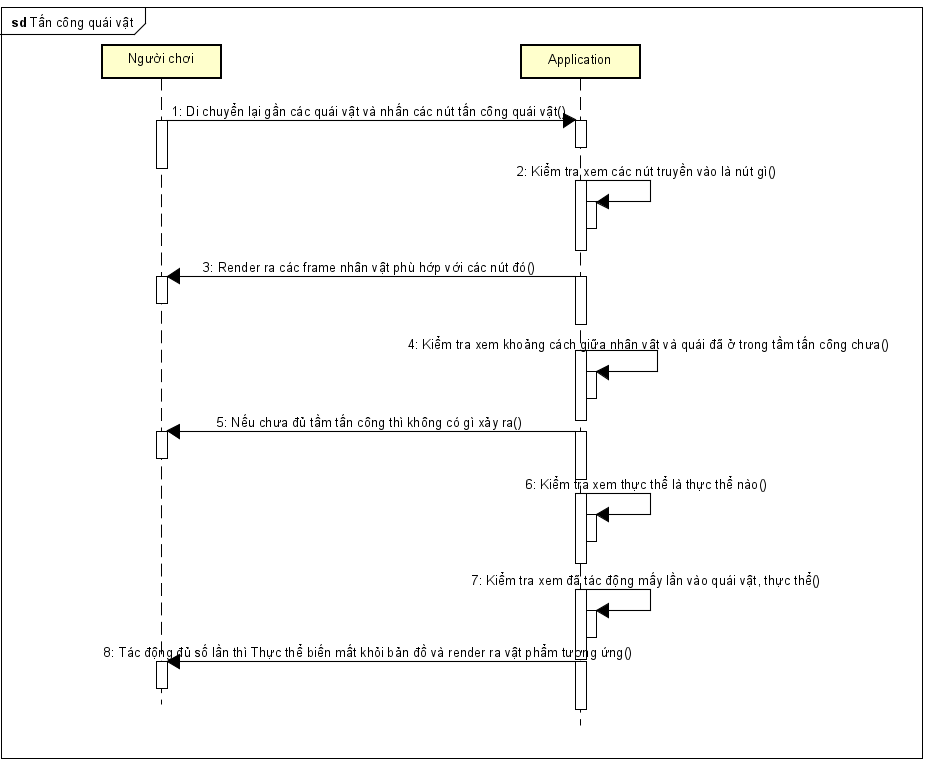 sd Tấn công quái vật
Người chơi
Application
1: Di chuyển lại gần các quái vật và nhấn các nút tấn công quái vật()
2: Kiểm tra xem các nút truyền vào là nút gì()
3: Render ra các frame nhân vật phù hớp với các nút đó()
4: Kiểm tra xem khoảng cách giữa nhân vật và quái đã ở trong tầm tấn công chưa()
5: Nếu chưa đủ tầm tấn công thì không có gì xảy ra()
6: Kiểm tra xem thực thể là thực thể nào()
7: Kiểm tra xem đã tác động mấy lần vào quái vật, thực thể()
8: Tác động đủ số lần thì Thực thể biến mất khỏi bản đồ và render ra vật phẩm tương ứng()